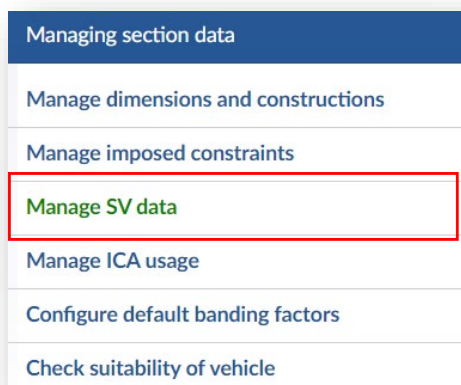 Managing section data
Manage dimensions and constructions
Manage imposed constraints
Manage SV data
Manage ICA usage
Configure default banding factors
Check suitability of vehicle